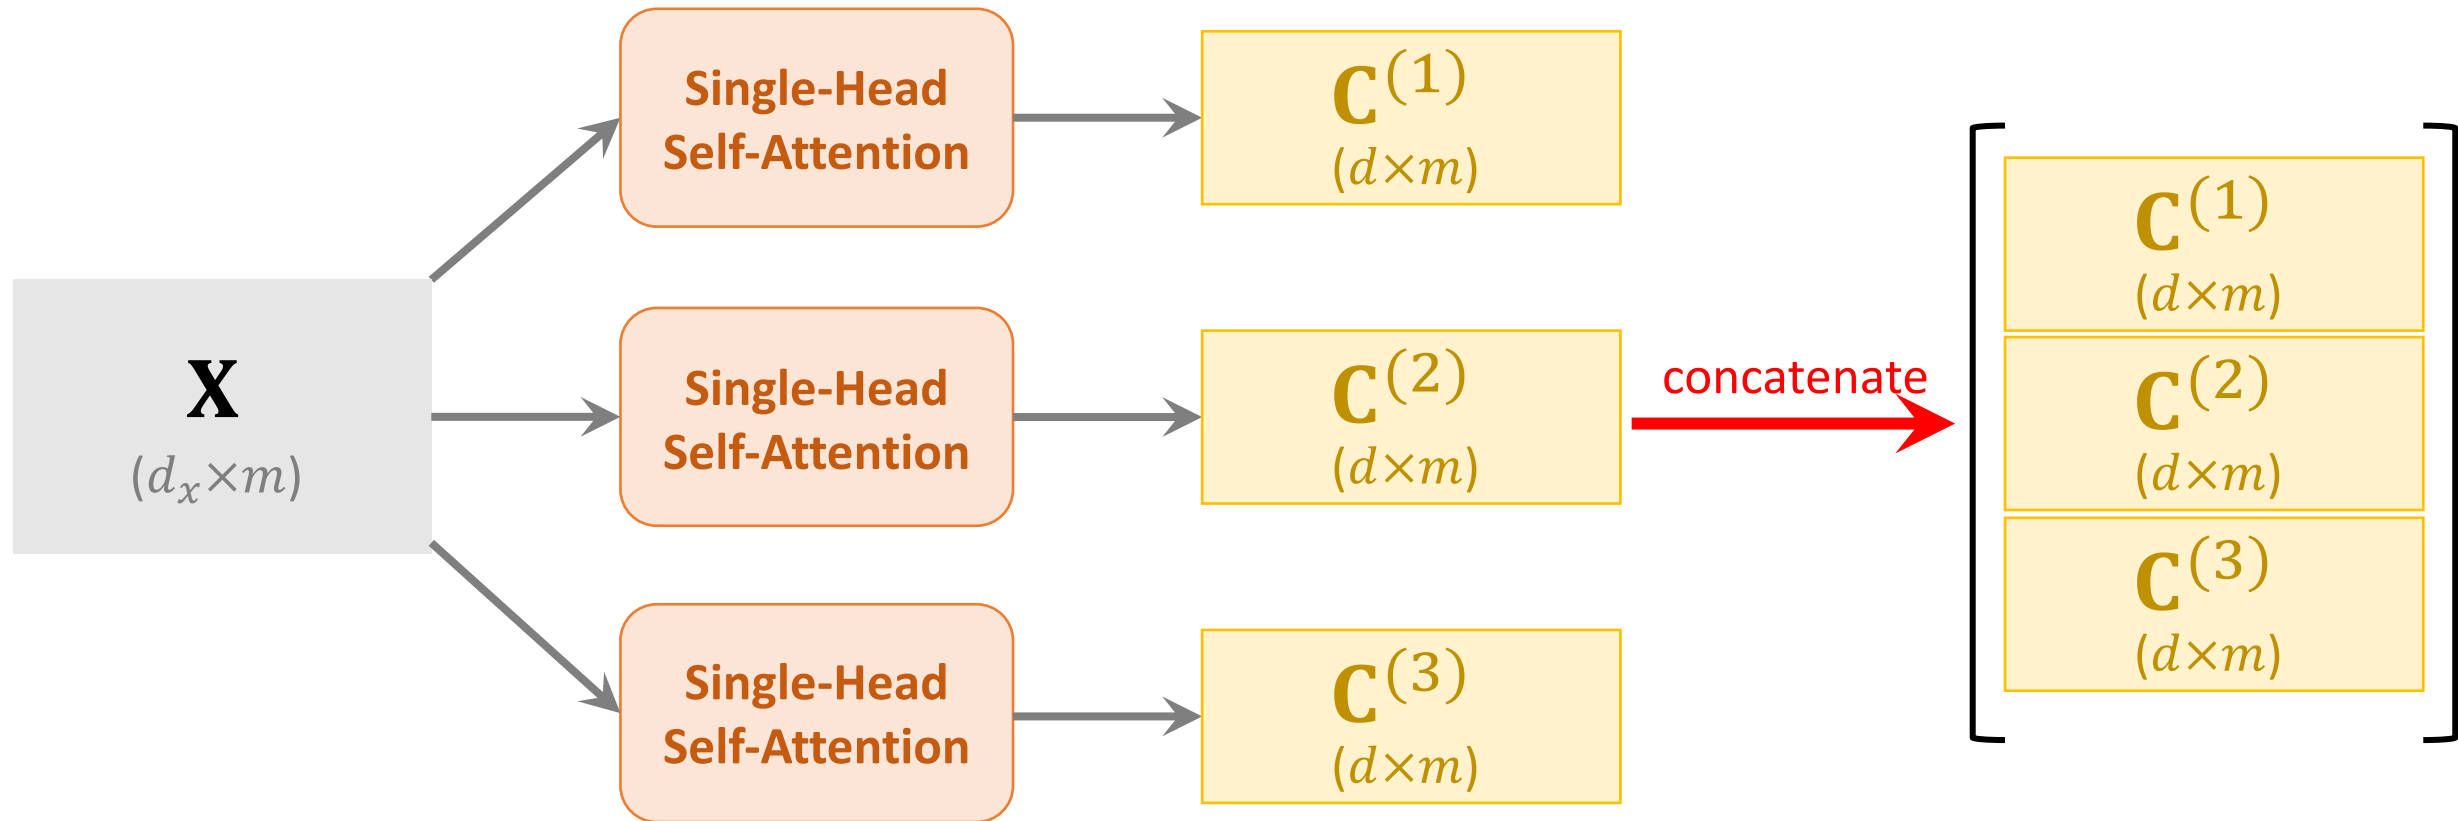 X
(dₓ×m)
Single-Head
Self-Attention
C⁽¹⁾
(d×m)
Single-Head
Self-Attention
C⁽²⁾
(d×m)
Single-Head
Self-Attention
C⁽³⁾
(d×m)
concatenate
C⁽¹⁾
(d×m)
C⁽²⁾
(d×m)
C⁽³⁾
(d×m)